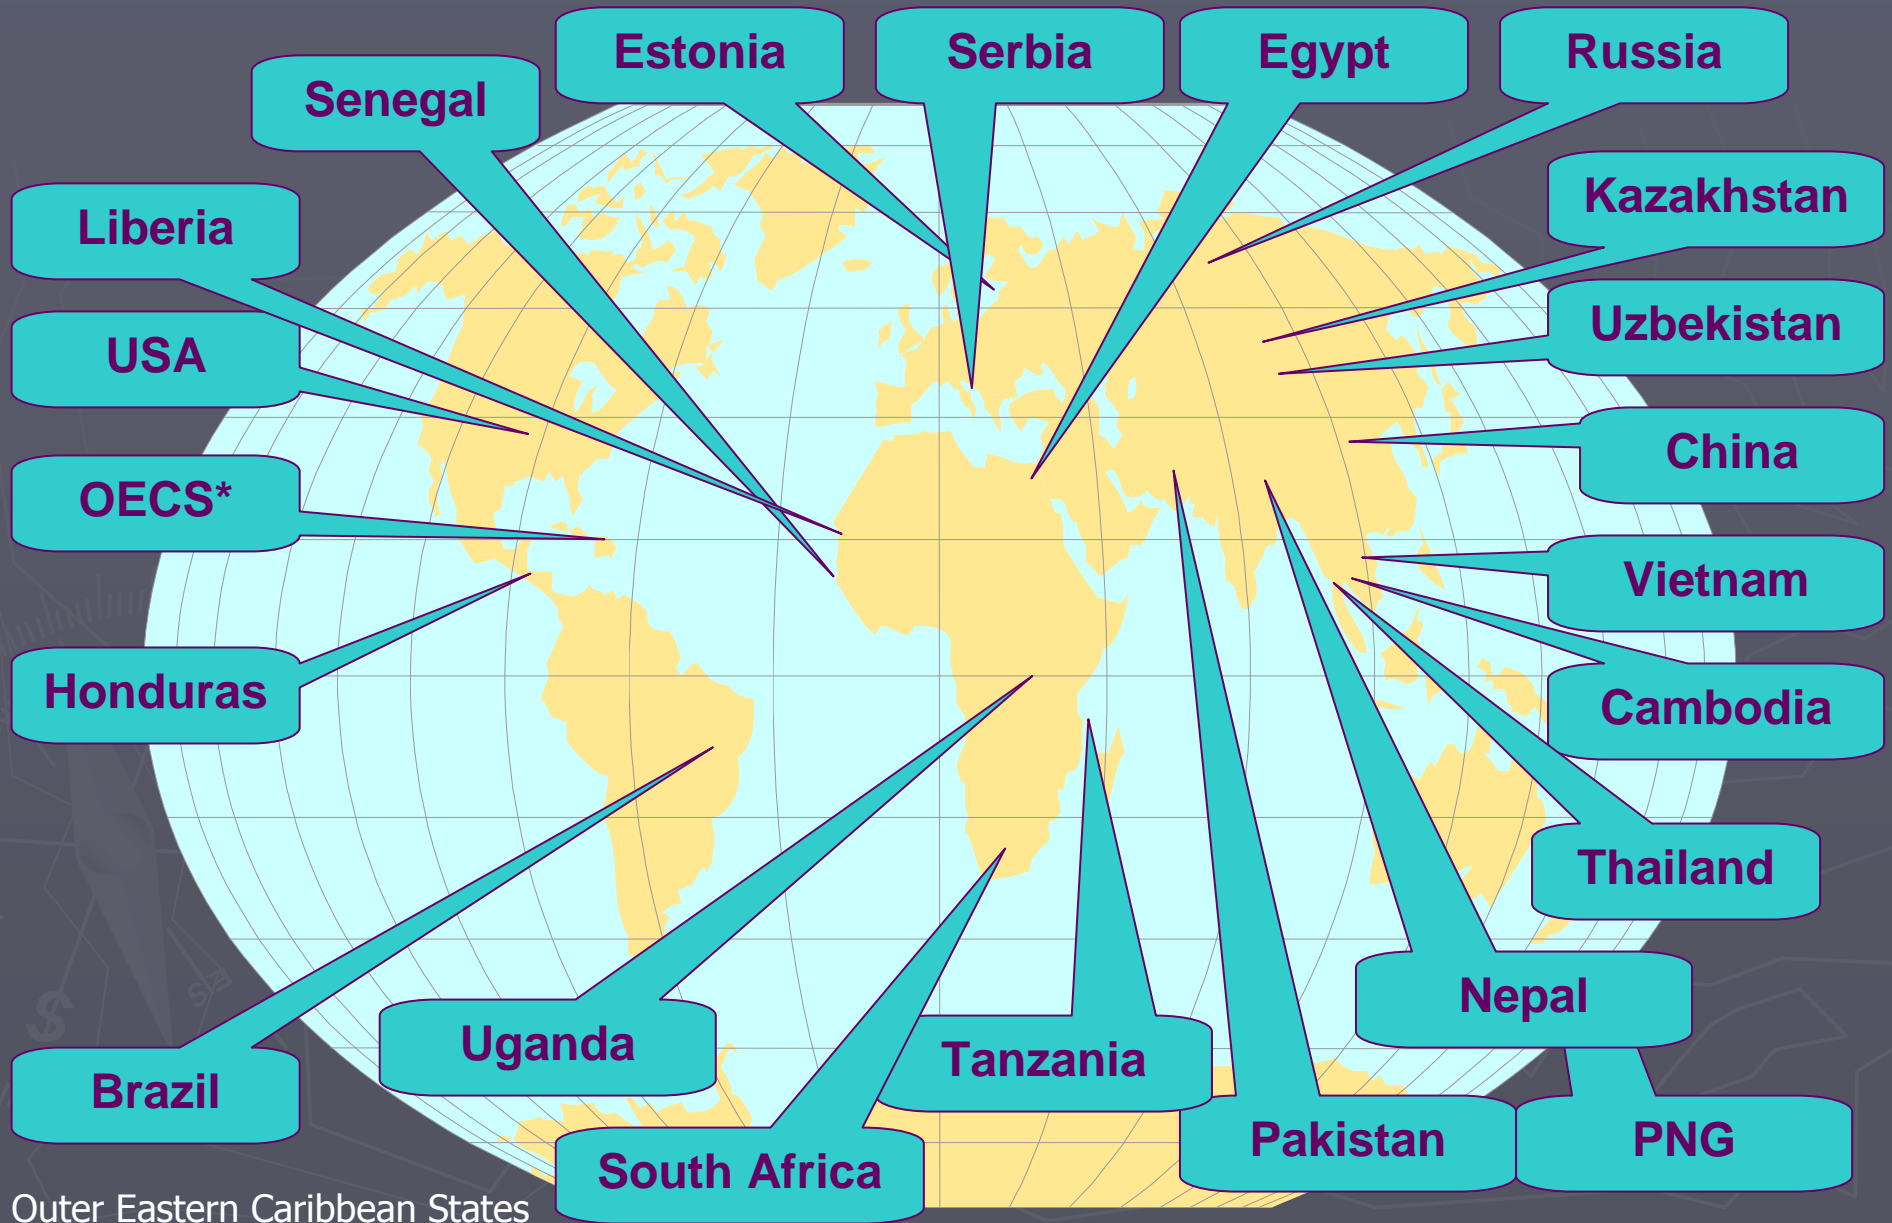 Estonia
Serbia
Egypt
Russia
Senegal
Kazakhstan
Liberia
Uzbekistan
USA
China
OECS*
Vietnam
Honduras
Cambodia
Thailand
Nepal
Uganda
Tanzania
Brazil
Pakistan
PNG
South Africa
Outer Eastern Caribbean States
$
SE